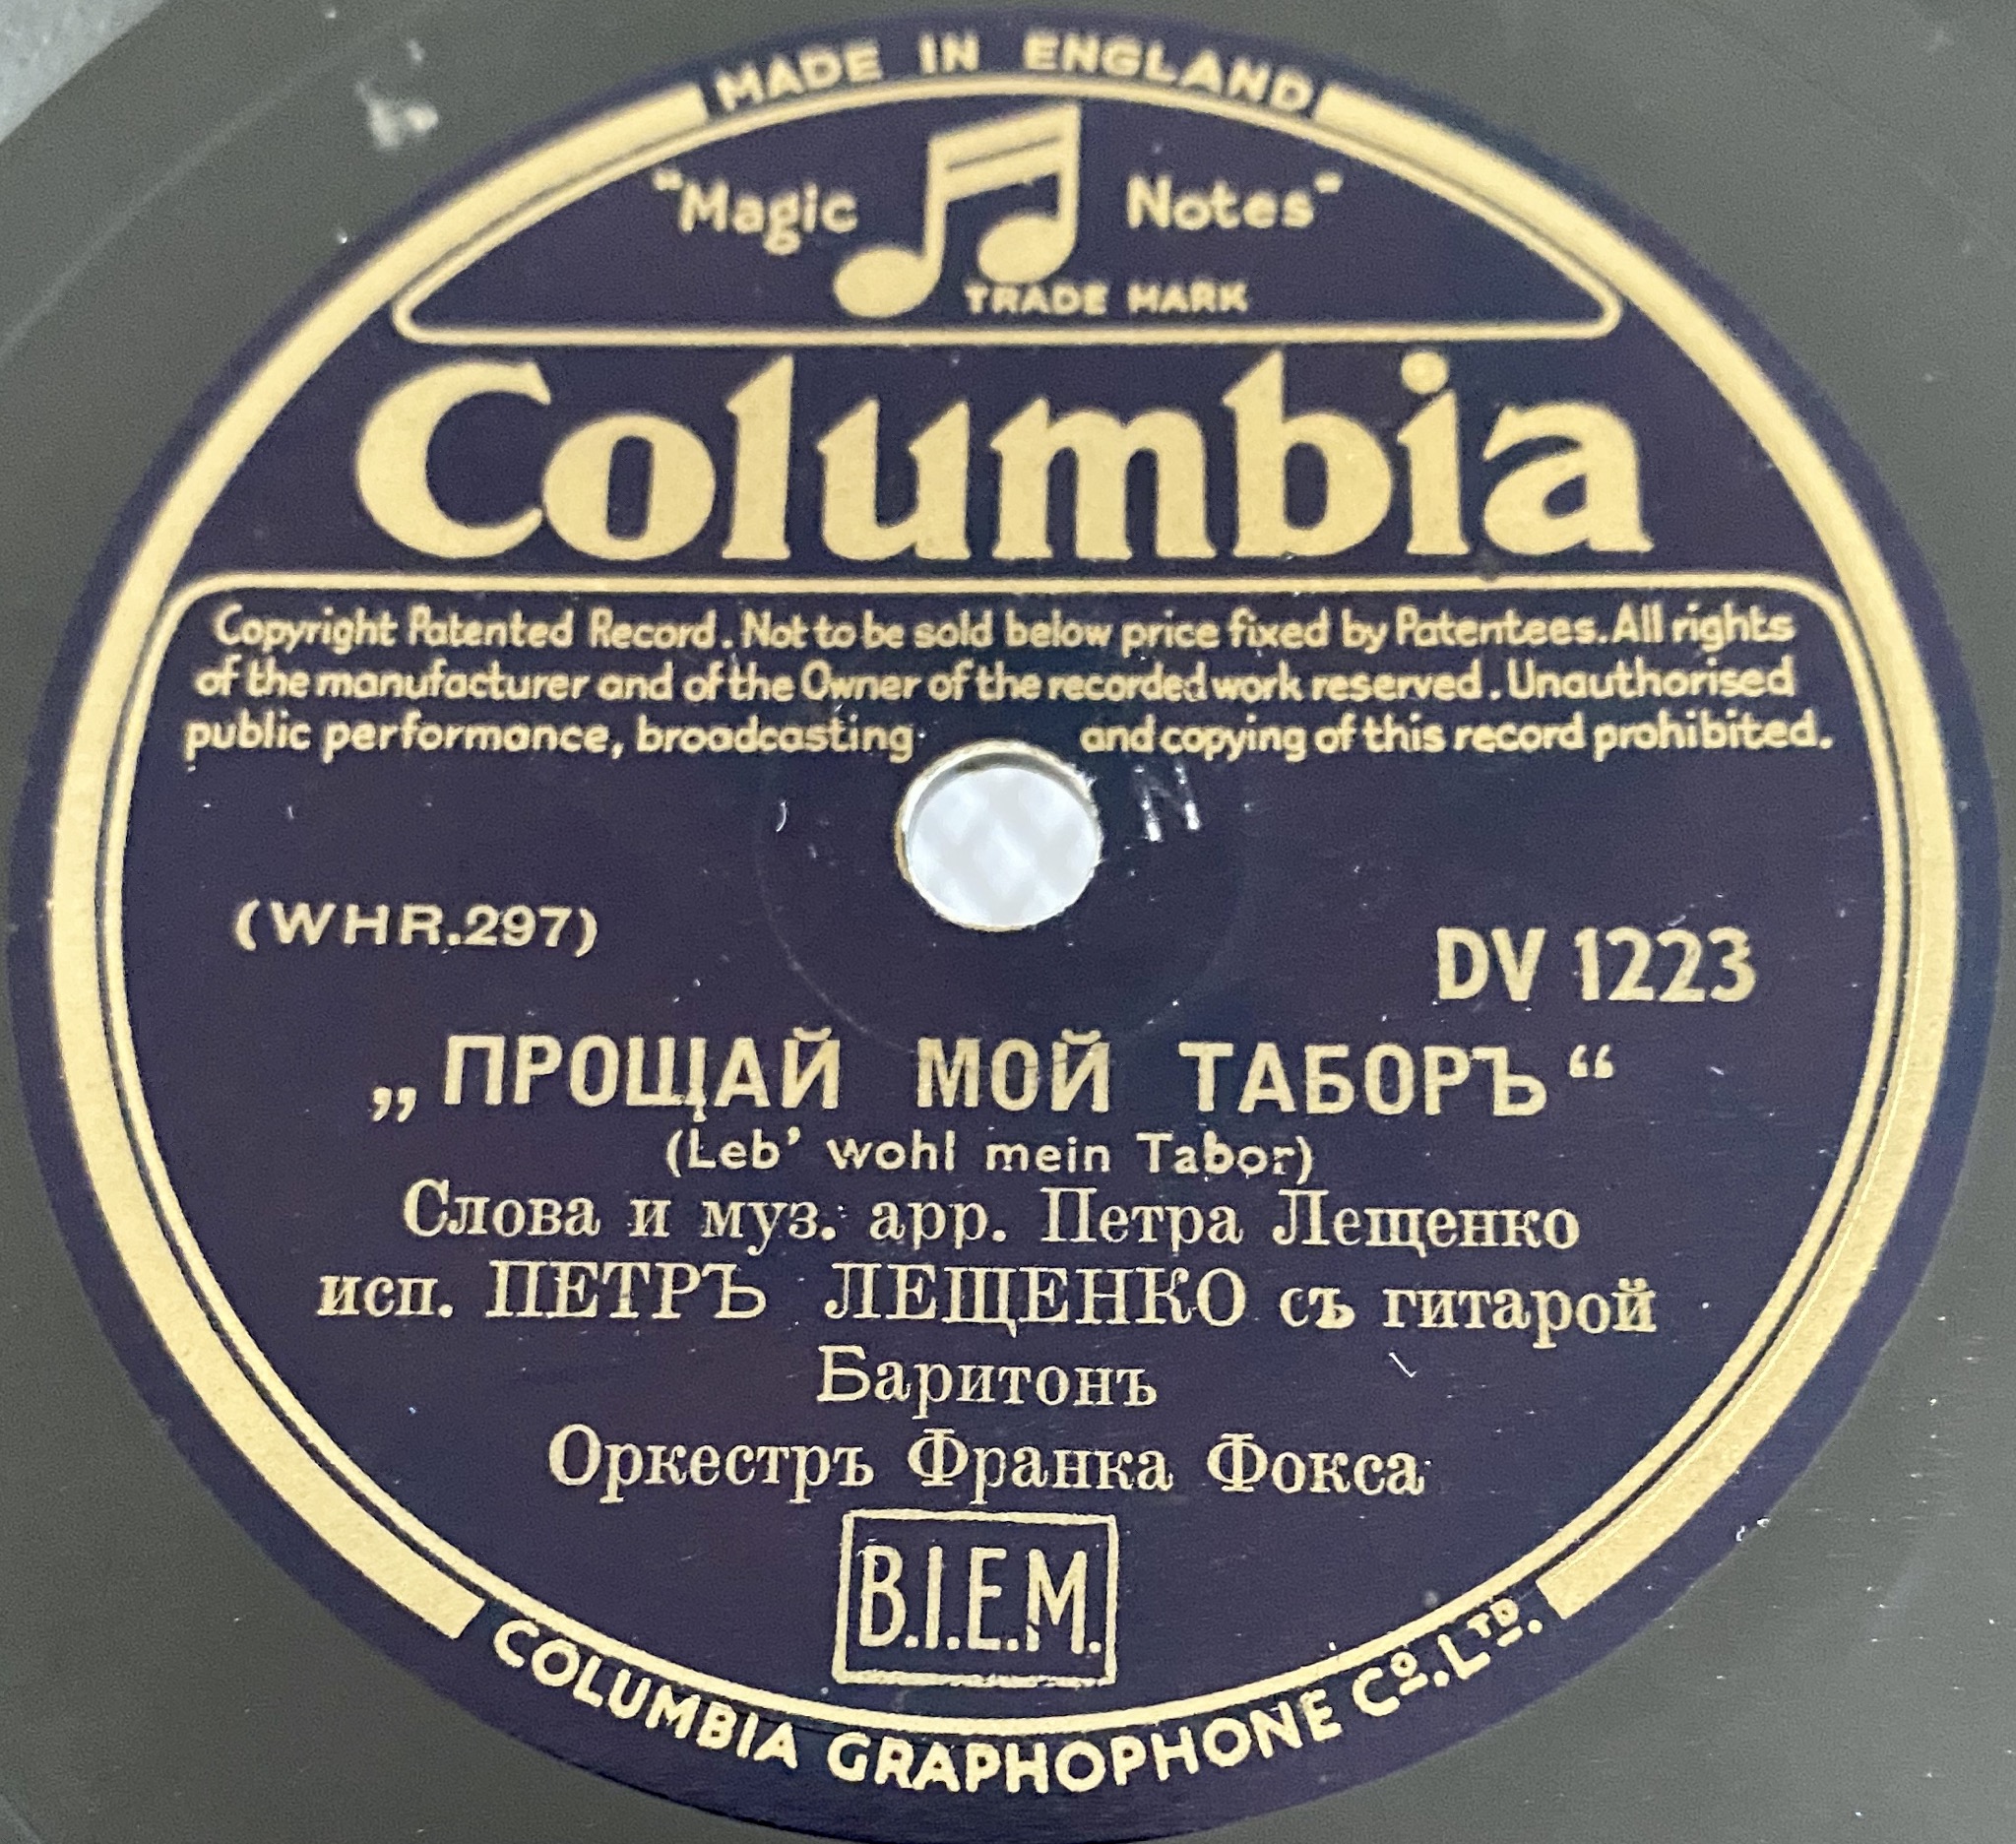 MADE IN ENGLAND
"Magic Notes"
TRADE MARK
Columbia
Copyright Patented Record. Not to be sold below price fixed by Patentees. All rights
of the manufacturer and of the Owner of the recorded work reserved. Unauthorised
public performance, broadcasting and copying of this record prohibited.
N
(WHR.297)
DV 1223
„ПРОЩАЙ МОЙ ТАБОРЪ“
(Leb' wohl mein Tabor)
Слова и муз. арр. Петра Лещенко
исп. ПЕТРЪ ЛЕЩЕНКО съ гитарой
Баритонъ
Оркестръ Франка Фокса
B.I.E.M.
COLUMBIA GRAPHOPHONE Co. LTD.